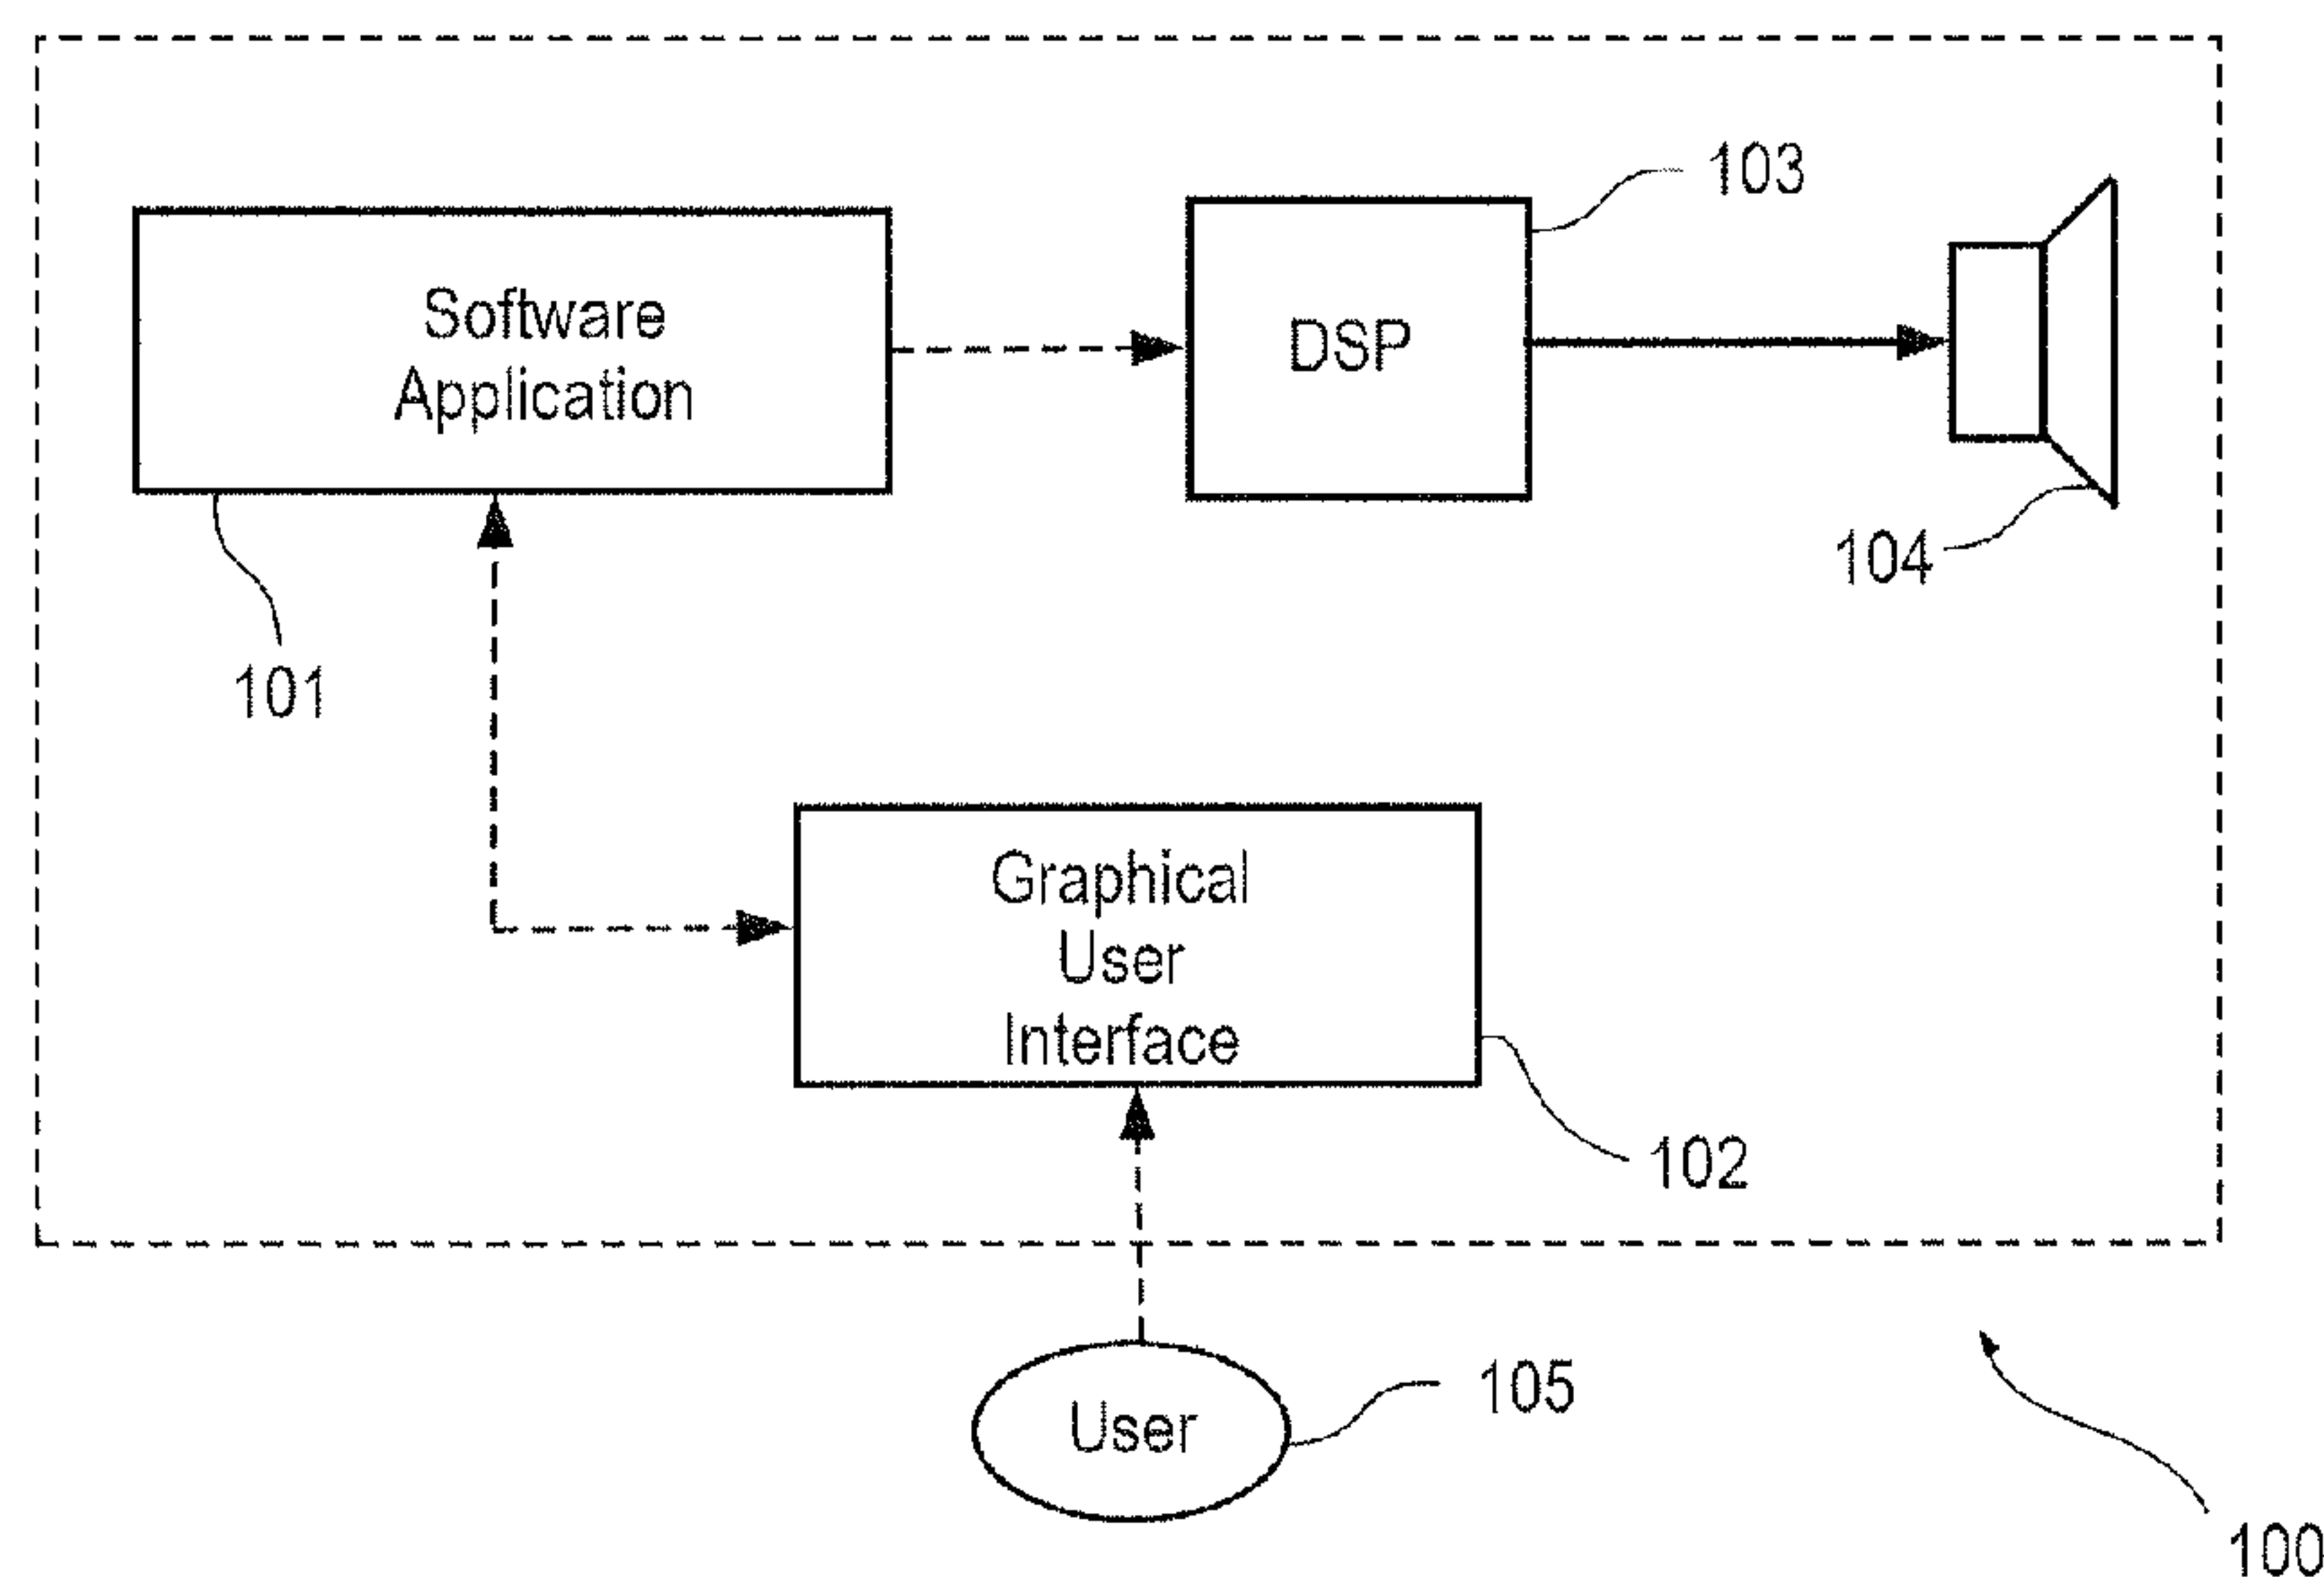 103
Software
Application
DSP
104
101
Graphical
User
Interface
102
User
105
100